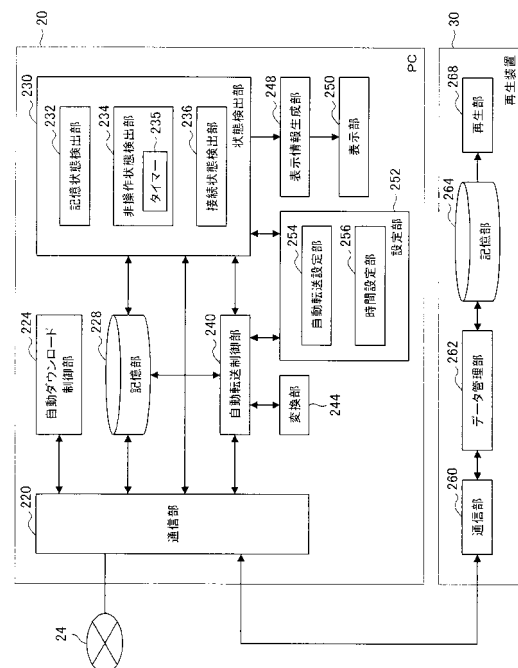 20
PC
230
232
記憶状態検出部
234
非操作状態検出部
235
タイマー
236
接続状態検出部
状態検出部
248
表示情報生成部
250
表示部
224
自動ダウンロード
制御部
228
記憶部
240
自動転送制御部
244
変換部
252
254
自動転送設定部
256
時間設定部
設定部
220
通信部
24
30
再生装置
260
通信部
262
データ管理部
264
記憶部
268
再生部